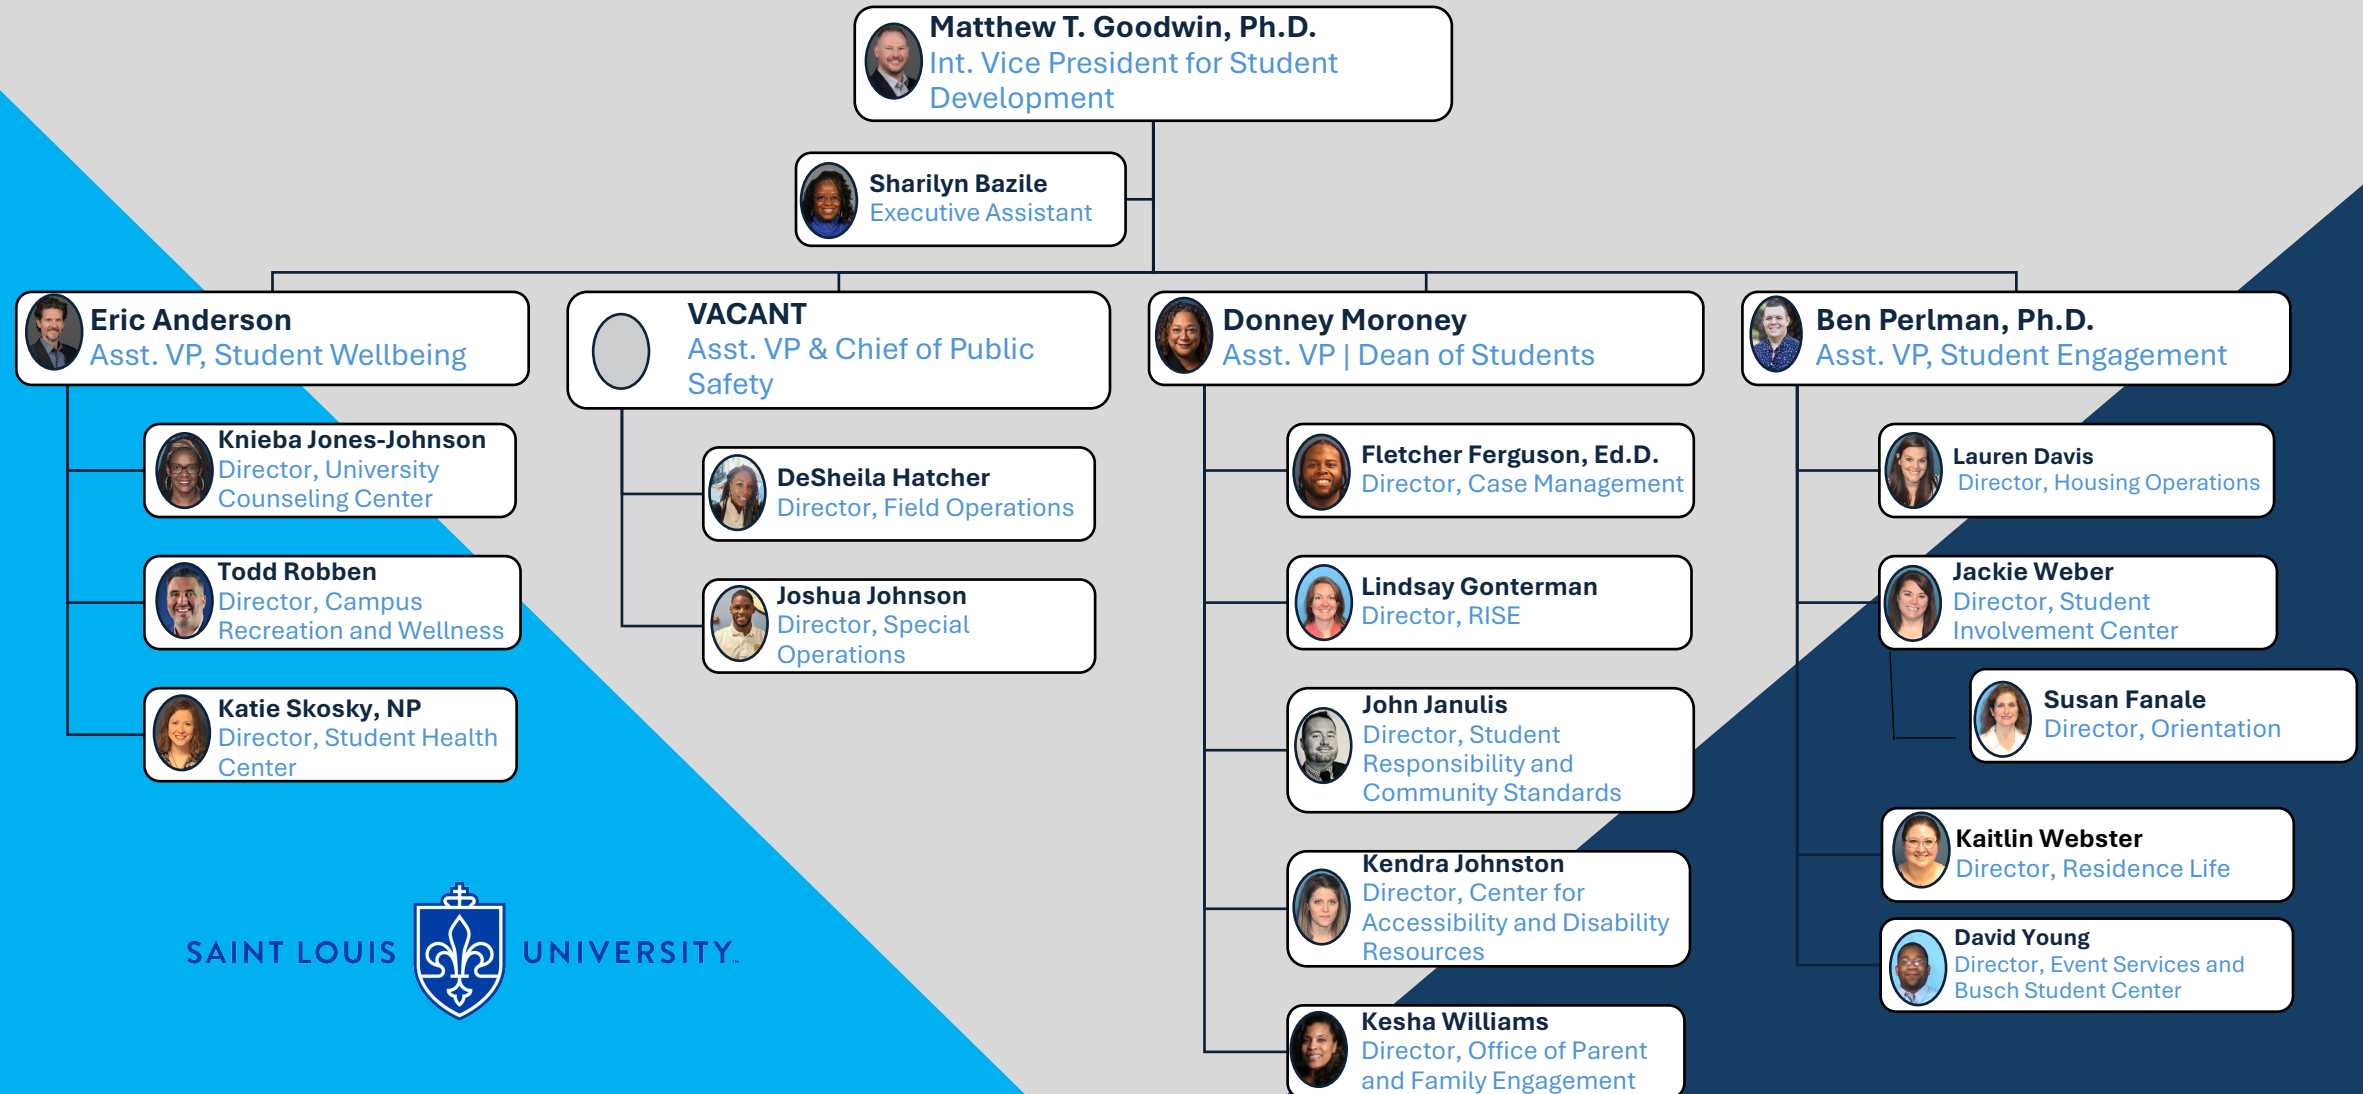 Matthew T. Goodwin, Ph.D.
Int. Vice President for Student
Development
Sharilyn Bazile
Executive Assistant
Eric Anderson
Asst. VP, Student Wellbeing
Knieba Jones-Johnson
Director, University
Counseling Center
Todd Robben
Director, Campus
Recreation and Wellness
Katie Skosky, NP
Director, Student Health
Center
VACANT
Asst. VP & Chief of Public
Safety
DeSheila Hatcher
Director, Field Operations
Joshua Johnson
Director, Special
Operations
Donney Moroney
Asst. VP | Dean of Students
Fletcher Ferguson, Ed.D.
Director, Case Management
Lindsay Gonterman
Director, RISE
John Janulis
Director, Student
Responsibility and
Community Standards
Kendra Johnston
Director, Center for
Accessibility and Disability
Resources
Kesha Williams
Director, Office of Parent
and Family Engagement
Ben Perlman, Ph.D.
Asst. VP, Student Engagement
Lauren Davis
Director, Housing Operations
Jackie Weber
Director, Student
Involvement Center
Susan Fanale
Director, Orientation
Kaitlin Webster
Director, Residence Life
David Young
Director, Event Services and
Busch Student Center
SAINT LOUIS UNIVERSITY™